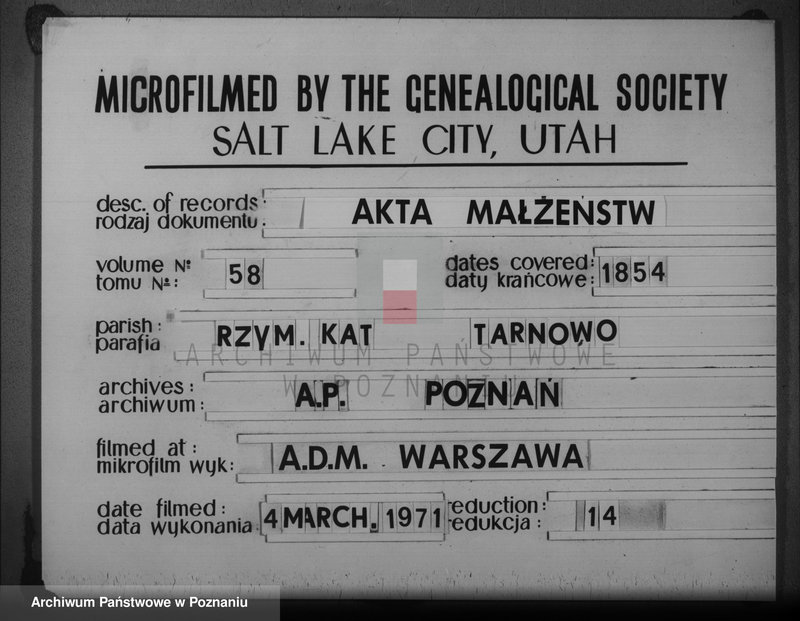 MICROFILMED BY THE GENEALOGICAL SOCIETY
SALT LAKE CITY, UTAH
desc. of records:
rodzaj dokumentu:
AKTA MAŁŻEŃSTW
volume №
tomu №:
58
dates covered:
daty krańcowe:
1854
parish:
parafia
RZYM. KAT TARNOWO
ARCHIWUM PAŃSTWOWE
W POZNANIU
archives:
archiwum:
A.P. POZNAŃ
filmed at:
mikrofilm wyk:
A.D.M. WARSZAWA
date filmed:
data wykonania
4 MARCH. 1971
reduction:
redukcja:
14
Archiwum Państwowe w Poznaniu